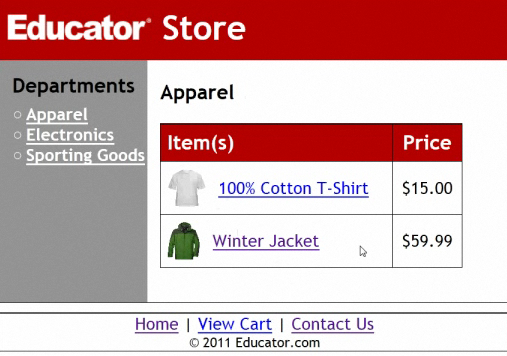 Educator® Store
Departments
Apparel
Electronics
Sporting Goods
Apparel
Item(s) Price
100% Cotton T-Shirt $15.00
Winter Jacket $59.99
Home | View Cart | Contact Us
© 2011 Educator.com